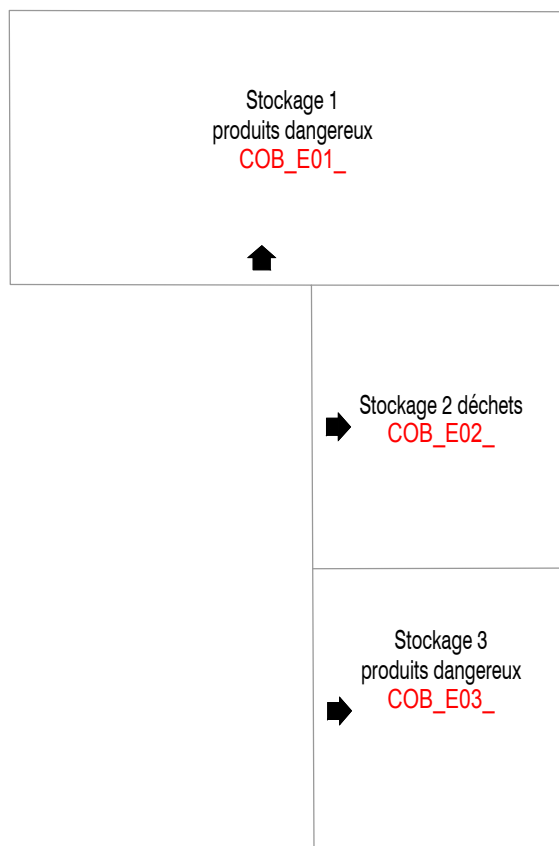 Stockage 1
produits dangereux
COB_E01_
Stockage 2 déchets
COB_E02_
Stockage 3
produits dangereux
COB_E03_